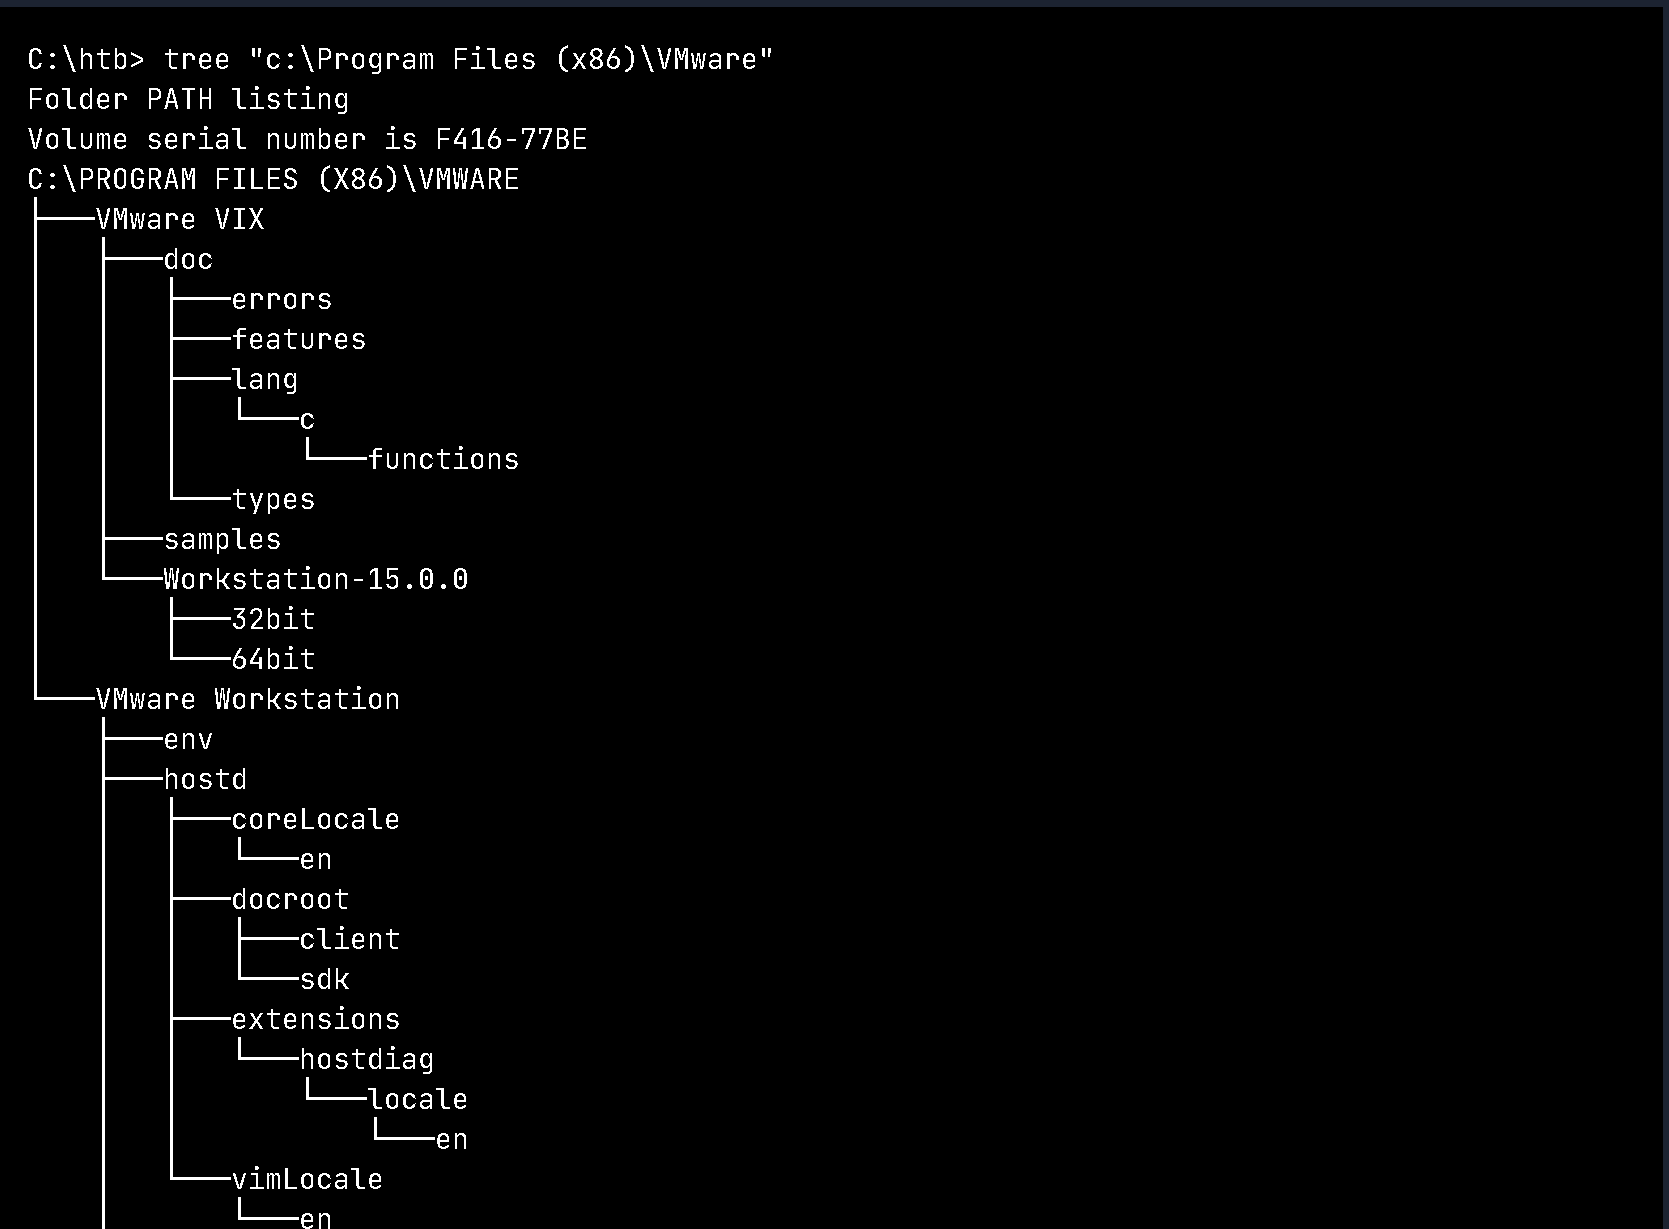 C:\htb> tree "c:\Program Files (x86)\VMware"
Folder PATH listing
Volume serial number is F416-77BE
C:\PROGRAM FILES (X86)\VMWARE
├───VMware VIX
│   ├───doc
│   │   ├───errors
│   │   ├───features
│   │   ├───lang
│   │   │   └───c
│   │   │       └───functions
│   │   └───types
│   ├───samples
│   └───Workstation-15.0.0
│       ├───32bit
│       └───64bit
└───VMware Workstation
    ├───env
    ├───hostd
    │   ├───coreLocale
    │   │   └───en
    │   ├───docroot
    │   │   ├───client
    │   │   └───sdk
    │   ├───extensions
    │   │   └───hostdiag
    │   │       └───locale
    │   │           └───en
    │   └───vimLocale
    │       └───en